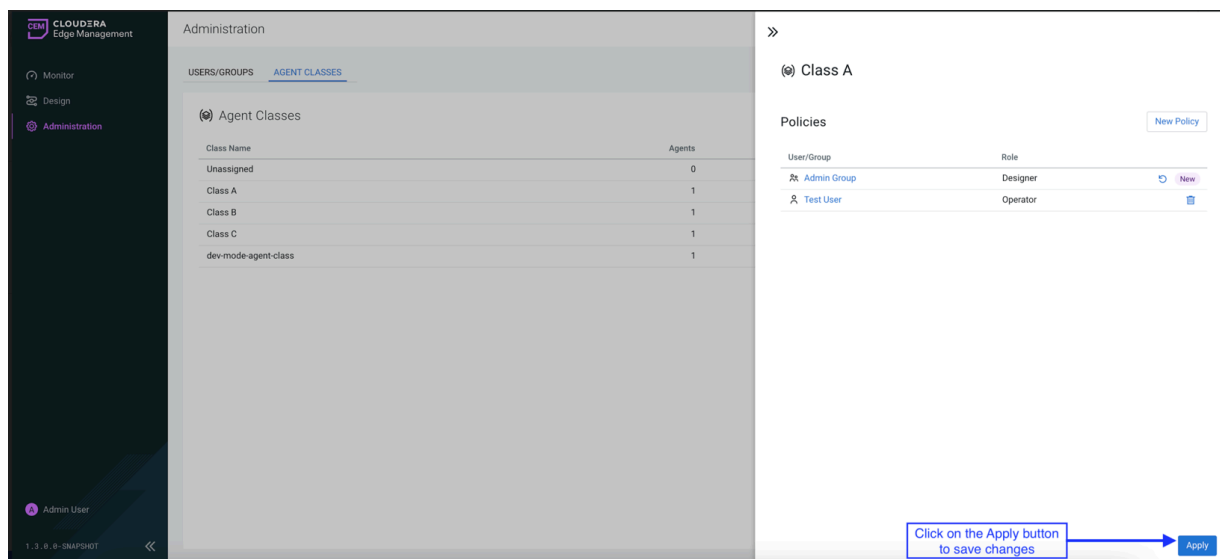 CEM CLOUDERA
Edge Management
Monitor
Design
Administration
Admin User
1.3.0.0-SNAPSHOT
Administration
USERS/GROUPS AGENT CLASSES
Agent Classes
Class Name Agents
Unassigned 0
Class A 1
Class B 1
Class C 1
dev-mode-agent-class 1
Class A
Policies New Policy
User/Group Role
Admin Group Designer New
Test User Operator
Click on the Apply button
to save changes
Apply